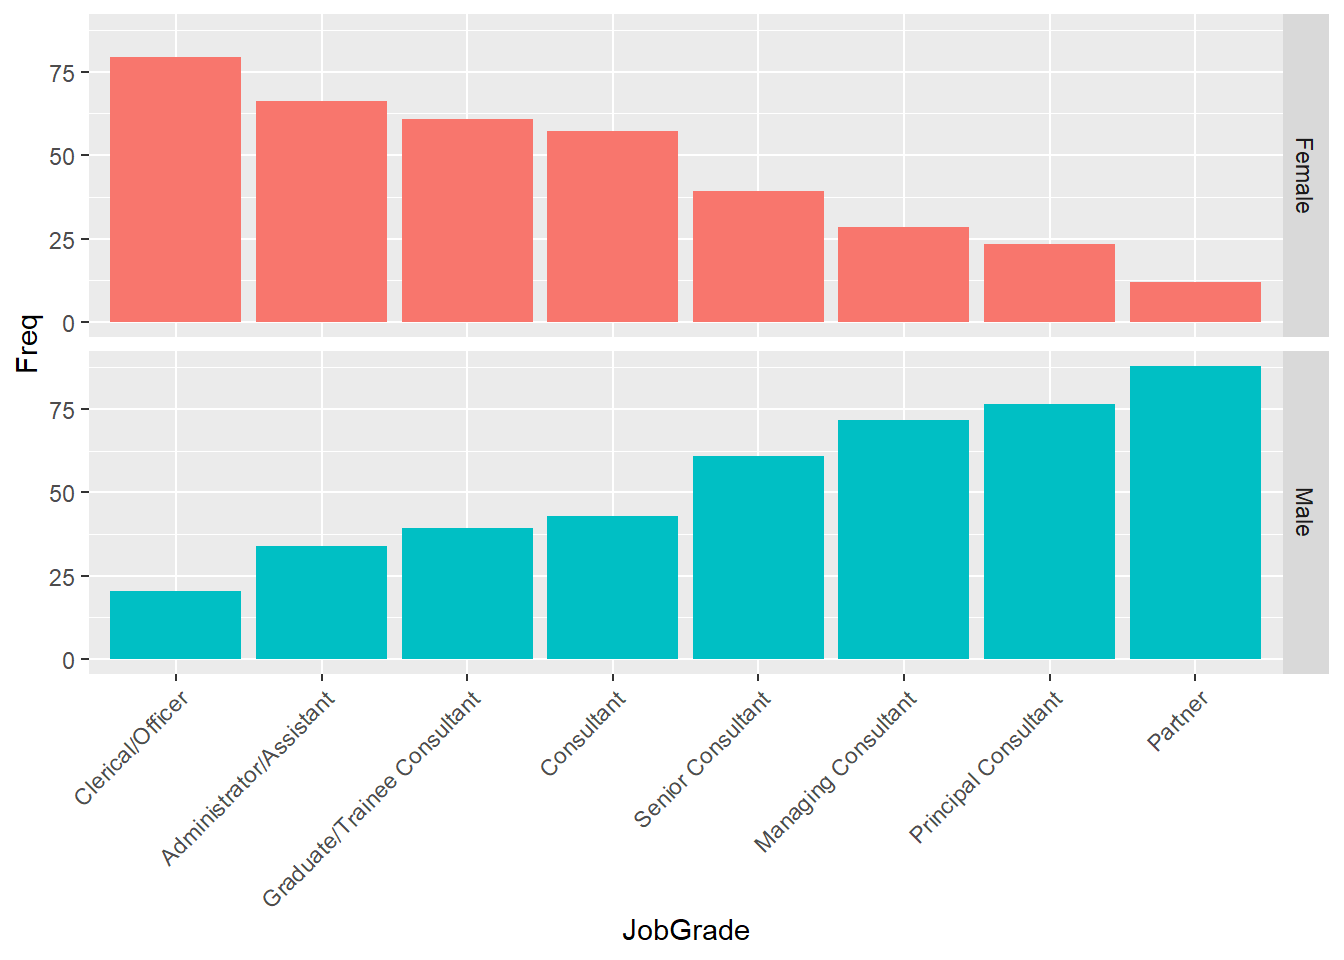 75
50
25
0
Female
Freq
75
50
25
0
Male
Clerical/Officer
Administrator/Assistant
Graduate/Trainee Consultant
Consultant
Senior Consultant
Managing Consultant
Principal Consultant
Partner
JobGrade